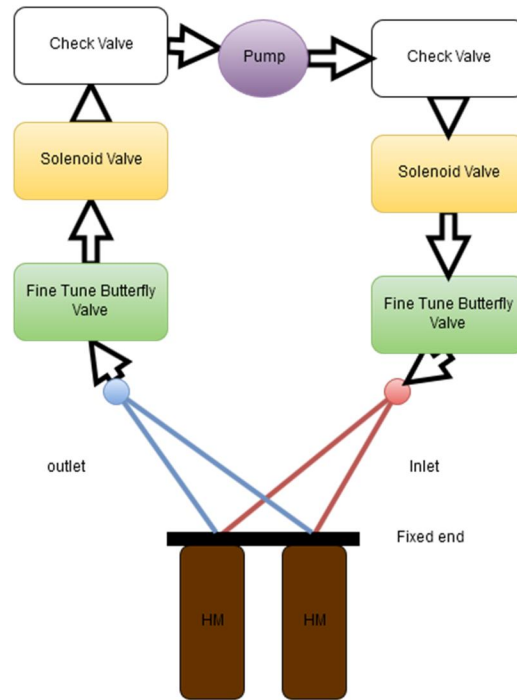 Check Valve
Pump
Check Valve
Solenoid Valve
Solenoid Valve
Fine Tune Butterfly
Valve
Fine Tune Butterfly
Valve
outlet
Inlet
Fixed end
HM
HM